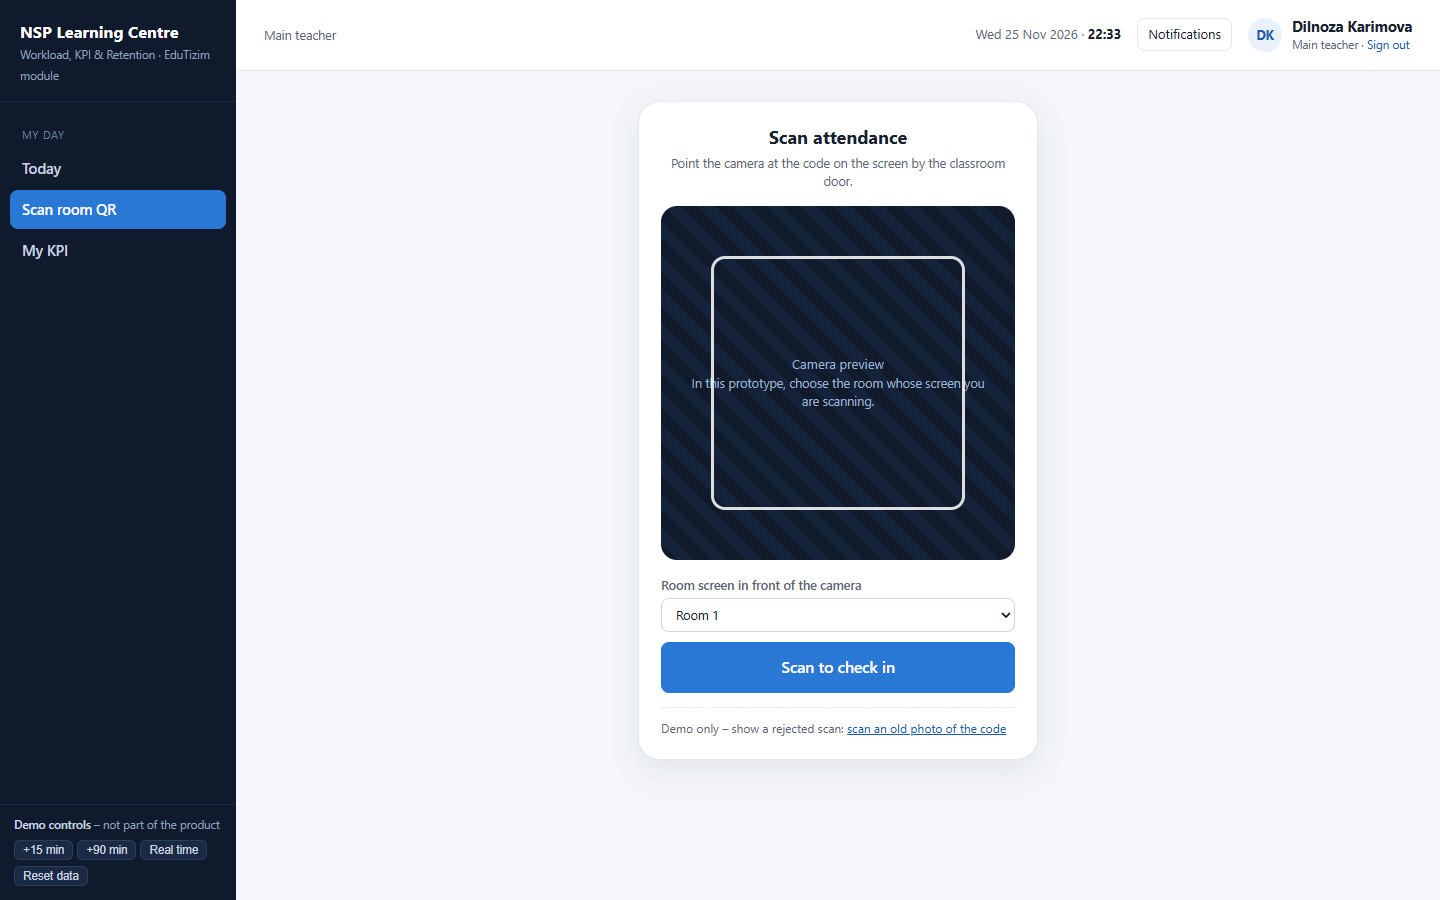 NSP Learning Centre
Workload, KPI & Retention · EduTizim
module
MY DAY
Today
Scan room QR
My KPI
Demo controls – not part of the product
+15 min
+90 min
Real time
Reset data
Main teacher
Wed 25 Nov 2026 · 22:33
Notifications
DK
Dilnoza Karimova
Main teacher · Sign out
Scan attendance
Point the camera at the code on the screen by the classroom
door.
Camera preview
In this prototype, choose the room whose screen you
are scanning.
Room screen in front of the camera
Room 1
Scan to check in
Demo only – show a rejected scan: scan an old photo of the code